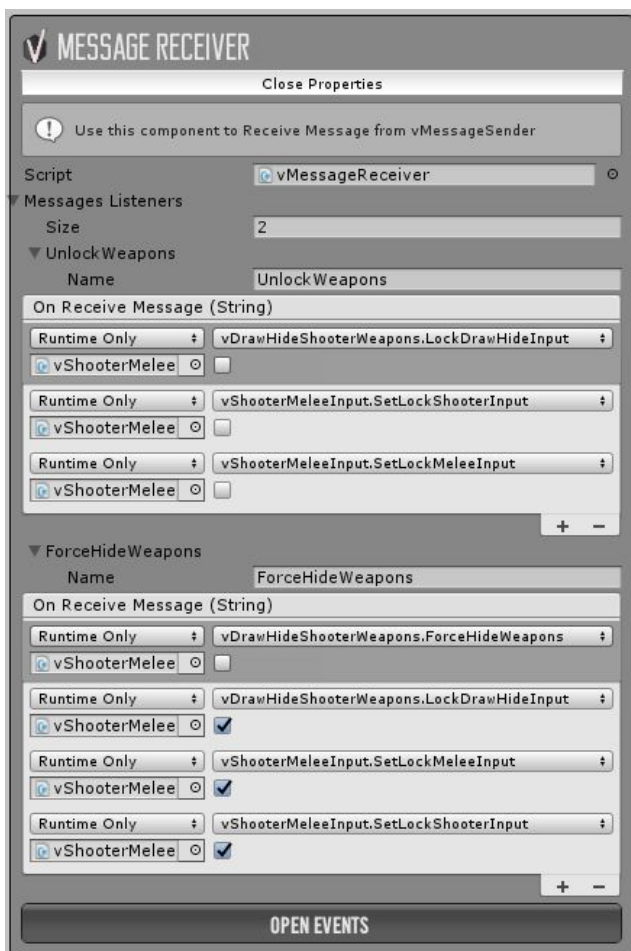 MESSAGE RECEIVER
Close Properties
Use this component to Receive Message from vMessageSender
Script vMessageReceiver
Messages Listeners
Size 2
UnlockWeapons
Name UnlockWeapons
On Receive Message (String)
Runtime Only vDrawHideShooterWeapons.LockDrawHideInput
vShooterMelee
Runtime Only vShooterMeleeInput.SetLockShooterInput
vShooterMelee
Runtime Only vShooterMeleeInput.SetLockMeleeInput
vShooterMelee
+ −
ForceHideWeapons
Name ForceHideWeapons
On Receive Message (String)
Runtime Only vDrawHideShooterWeapons.ForceHideWeapons
vShooterMelee
Runtime Only vDrawHideShooterWeapons.LockDrawHideInput
vShooterMelee
Runtime Only vShooterMeleeInput.SetLockMeleeInput
vShooterMelee
Runtime Only vShooterMeleeInput.SetLockShooterInput
vShooterMelee
+ −
OPEN EVENTS